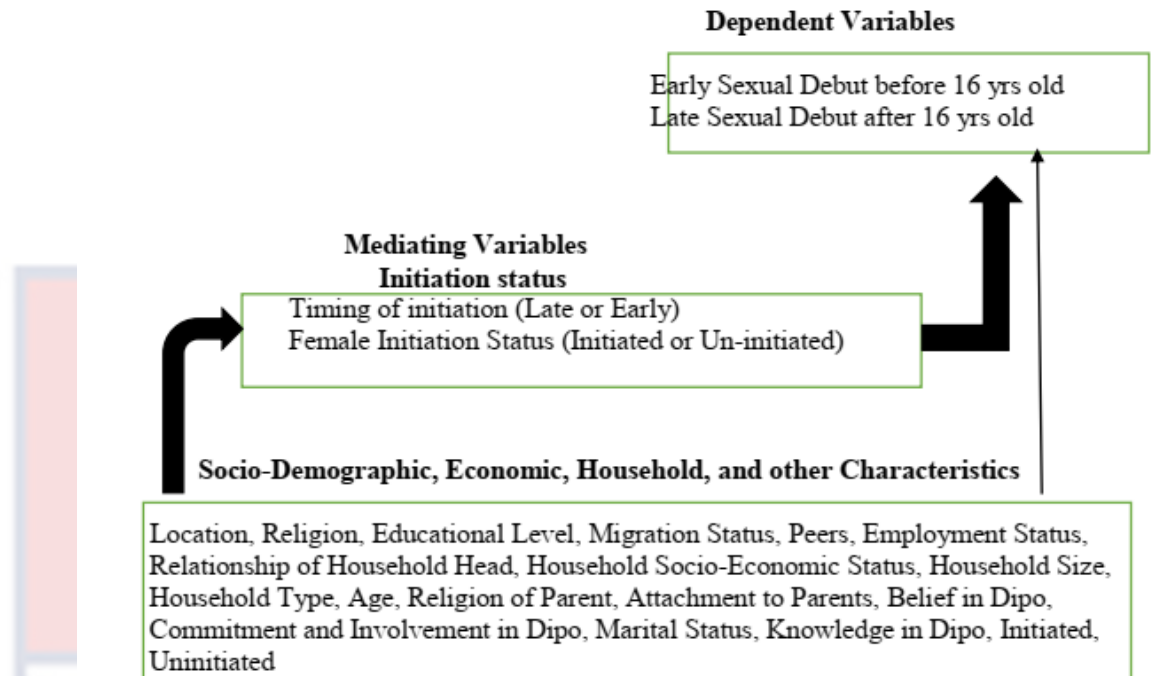 Dependent Variables
Early Sexual Debut before 16 yrs old
Late Sexual Debut after 16 yrs old
Mediating Variables
Initiation status
Timing of initiation (Late or Early)
Female Initiation Status (Initiated or Un-initiated)
Socio-Demographic, Economic, Household, and other Characteristics
Location, Religion, Educational Level, Migration Status, Peers, Employment Status,
Relationship of Household Head, Household Socio-Economic Status, Household Size,
Household Type, Age, Religion of Parent, Attachment to Parents, Belief in Dipo,
Commitment and Involvement in Dipo, Marital Status, Knowledge in Dipo, Initiated,
Uninitiated